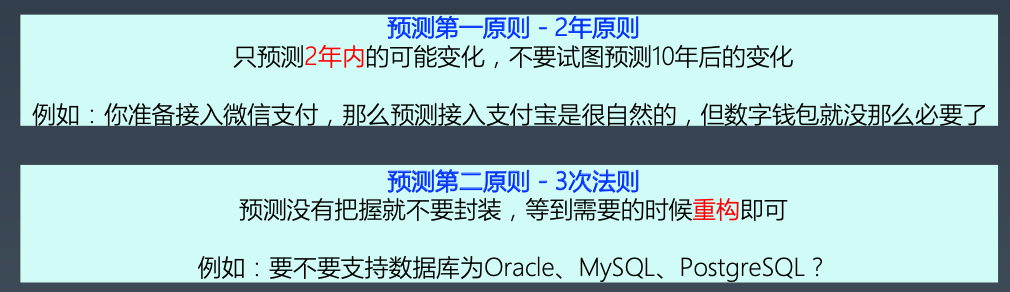 预测第一原则 - 2年原则
只预测2年内的可能变化，不要试图预测10年后的变化
例如：你准备接入微信支付，那么预测接入支付宝是很自然的，但数字钱包就没那么必要了
预测第二原则 - 3次法则
预测没有把握就不要封装，等到需要的时候重构即可
例如：要不要支持数据库为Oracle、MySQL、PostgreSQL？